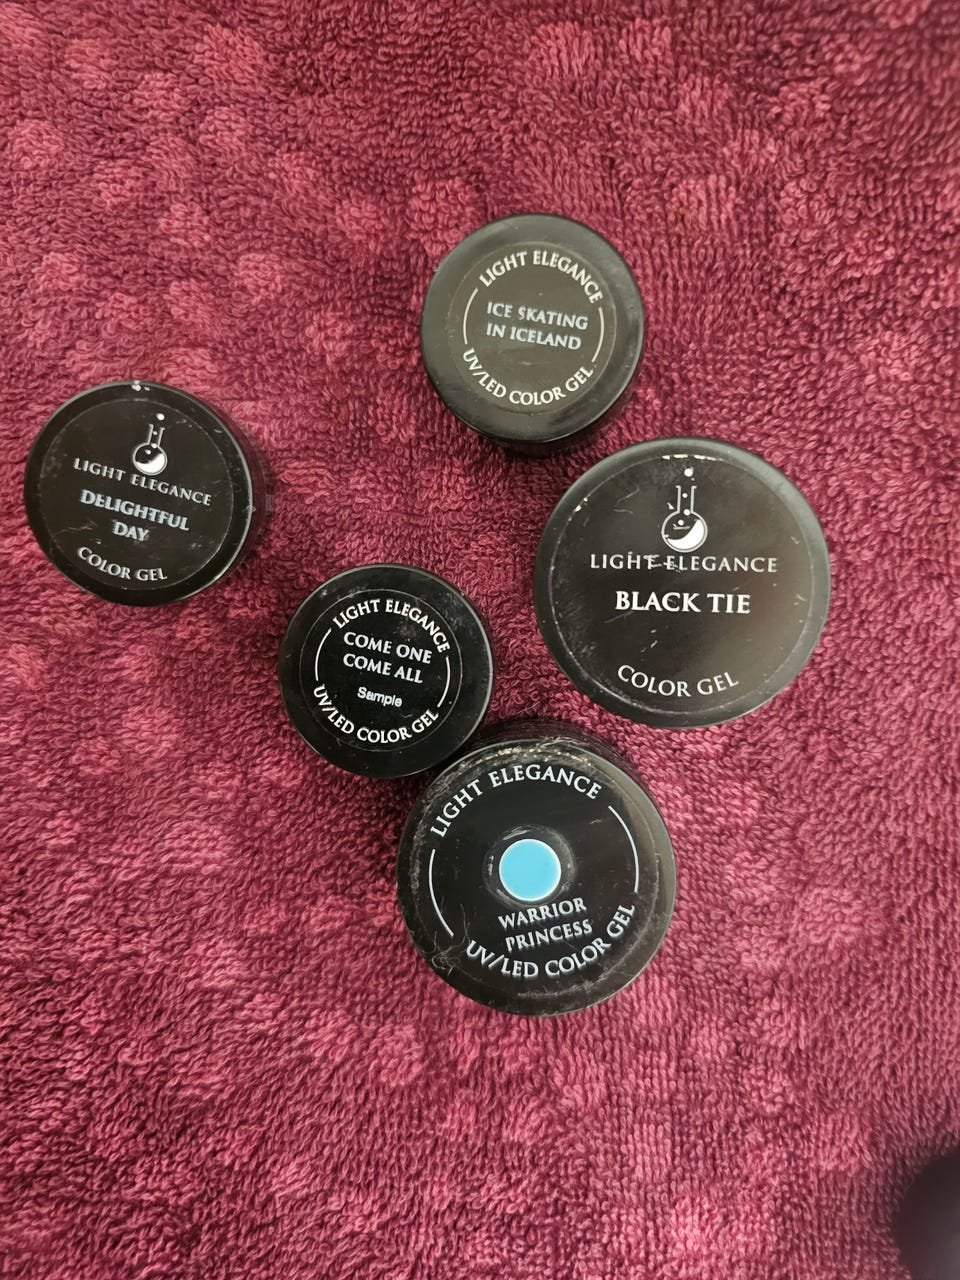 LIGHT ELEGANCE
ICE SKATING
IN ICELAND
UV/LED COLOR GEL
LIGHT ELEGANCE
DELIGHTFUL
DAY
COLOR GEL
LIGHT ELEGANCE
BLACK TIE
COLOR GEL
LIGHT ELEGANCE
COME ONE
COME ALL
Sample
UV/LED COLOR GEL
LIGHT ELEGANCE
WARRIOR
PRINCESS
UV/LED COLOR GEL